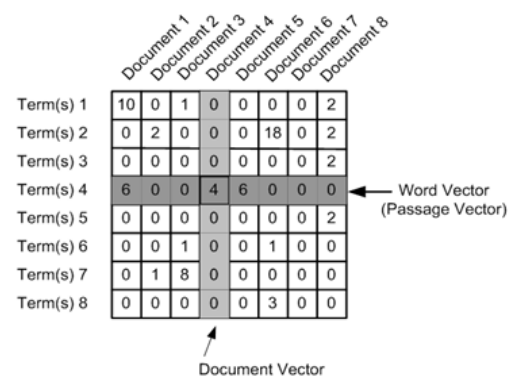 Document 1
Document 2
Document 3
Document 4
Document 5
Document 6
Document 7
Document 8
Term(s) 1 10 0 1 0 0 0 0 2
Term(s) 2 0 2 0 0 0 18 0 2
Term(s) 3 0 0 0 0 0 0 0 2
Term(s) 4 6 0 0 4 6 0 0 0
Word Vector
(Passage Vector)
Term(s) 5 0 0 0 0 0 0 0 2
Term(s) 6 0 0 1 0 0 1 0 0
Term(s) 7 0 1 8 0 0 0 0 0
Term(s) 8 0 0 0 0 0 3 0 0
Document Vector